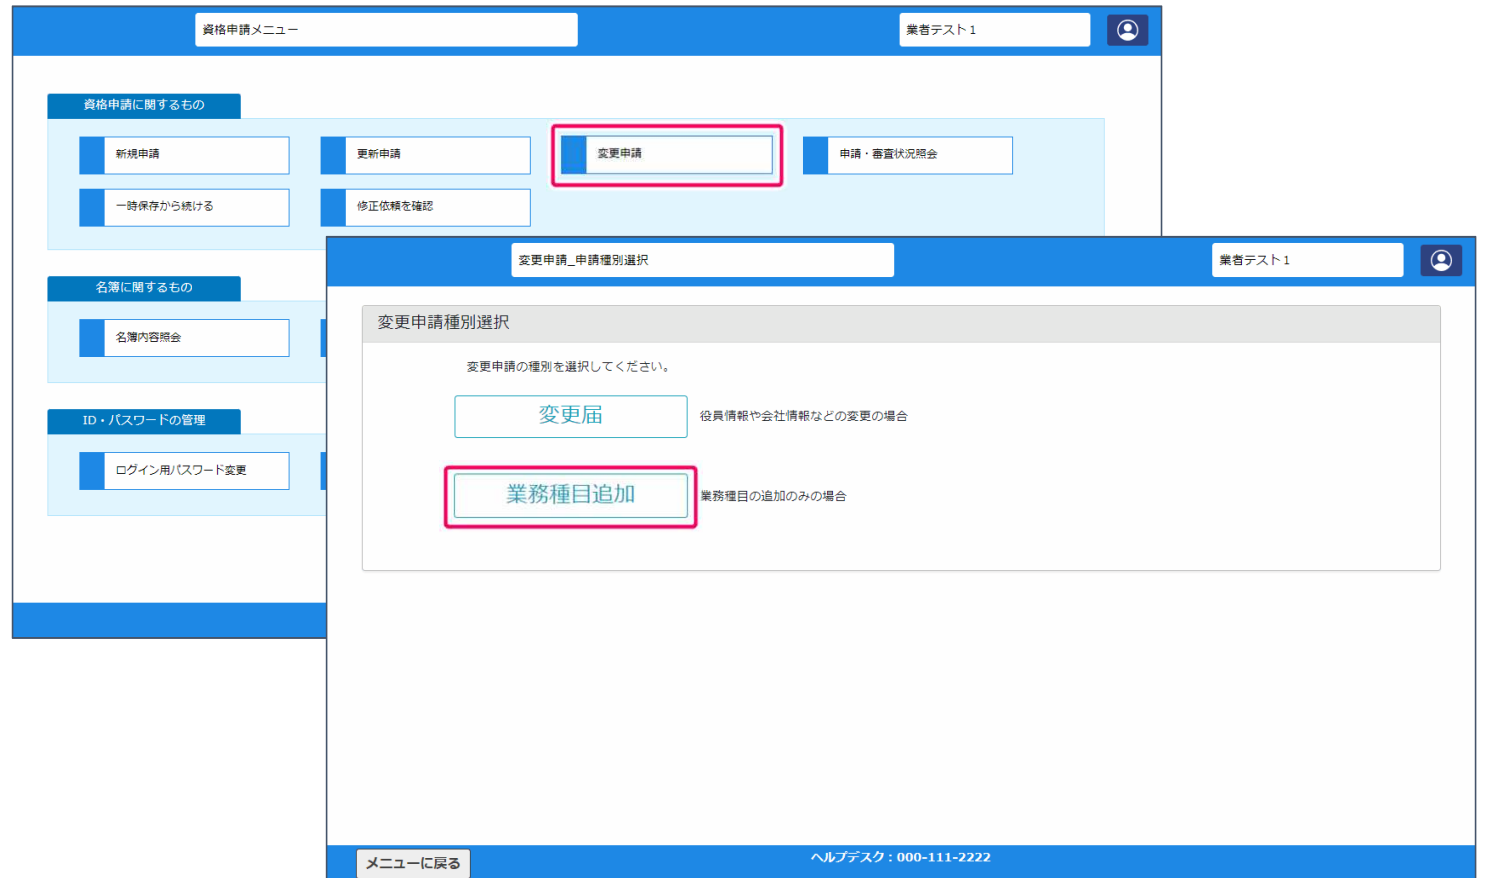 資格申請メニュー
業者テスト1
資格申請に関するもの
新規申請
更新申請
変更申請
申請・審査状況照会
一時保存から続ける
修正依頼を確認
名簿に関するもの
名簿内容照会
ID・パスワードの管理
ログイン用パスワード変更
変更申請_申請種別選択
業者テスト1
変更申請種別選択
変更申請の種別を選択してください。
変更届
役員情報や会社情報などの変更の場合
業務種目追加
業務種目の追加のみの場合
メニューに戻る
ヘルプデスク：000-111-2222